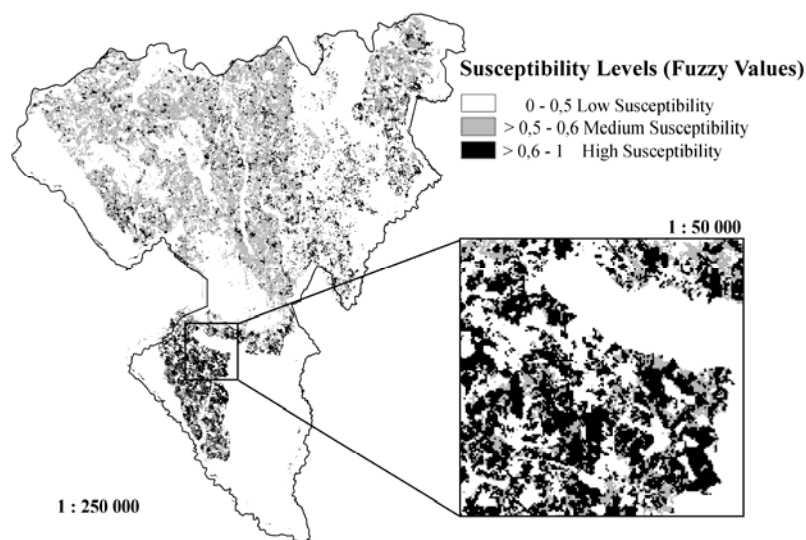 Susceptibility Levels (Fuzzy Values)
0 - 0,5 Low Susceptibility
> 0,5 - 0,6 Medium Susceptibility
> 0,6 - 1 High Susceptibility
1 : 50 000
1 : 250 000